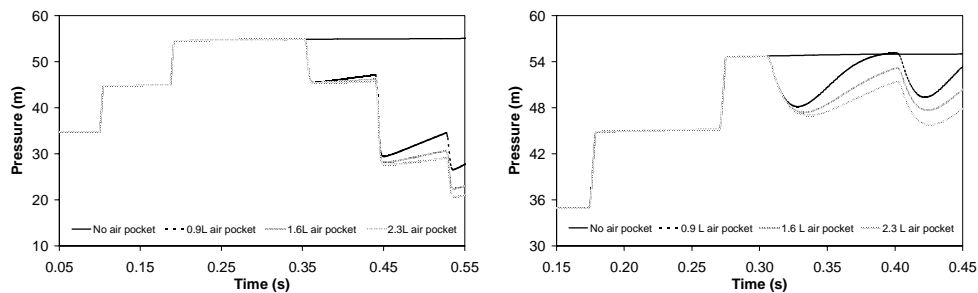 60
50
40
30
20
10
Pressure (m)
No air pocket 0.9L air pocket 1.6L air pocket 2.3L air pocket
0.05 0.15 0.25 0.35 0.45 0.55
Time (s)
60
54
48
42
36
30
Pressure (m)
No air pocket 0.9 L air pocket 1.6 L air pocket 2.3 L air pocket
0.15 0.20 0.25 0.30 0.35 0.40 0.45
Time (s)